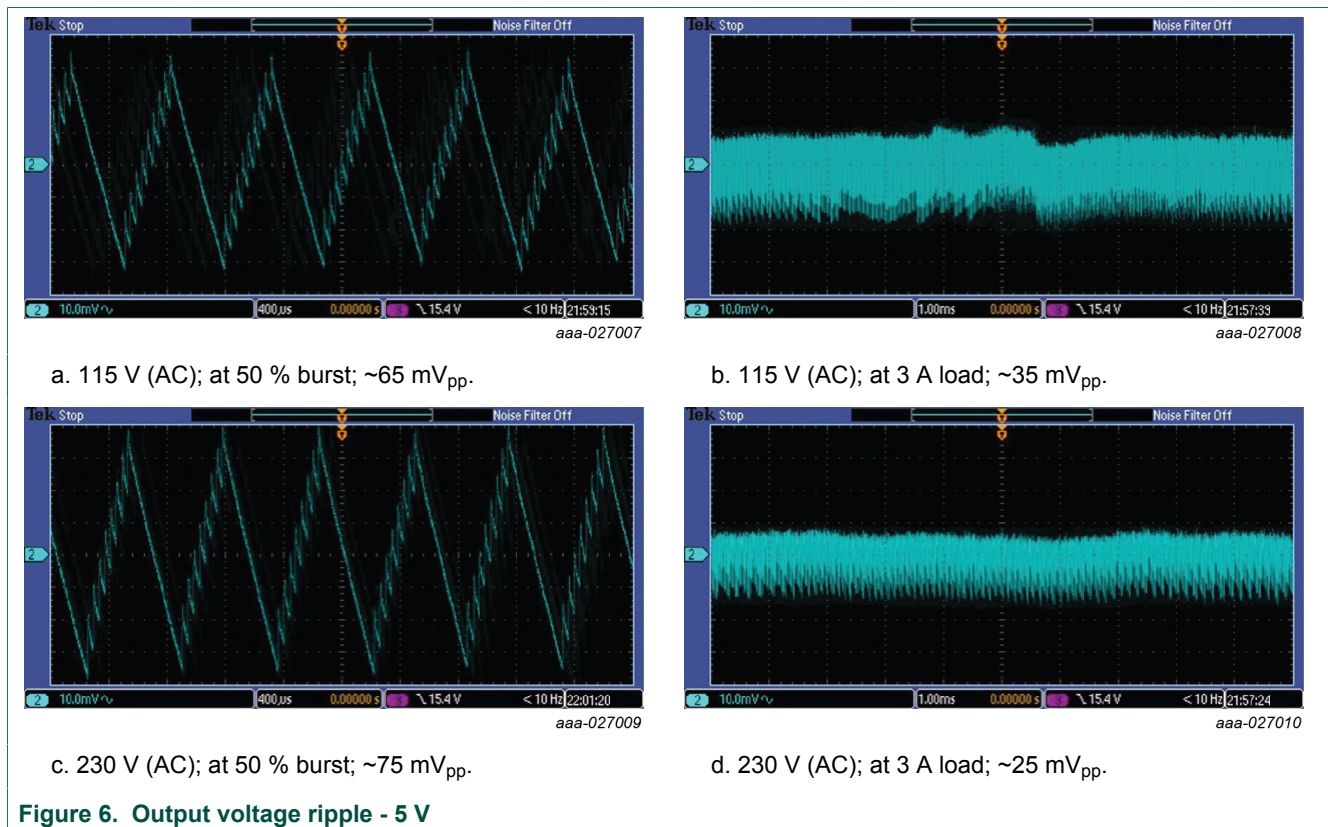 Tek Stop
Noise Filter Off
2
2 10.0mV∿ 400µs 0.00000 s 15.4 V < 10 Hz 21:59:15
aaa-027007
a. 115 V (AC); at 50 % burst; ~65 mVpp.
Tek Stop
Noise Filter Off
2
2 10.0mV∿ 1.00ms 0.00000 s 15.4 V < 10 Hz 21:57:39
aaa-027008
b. 115 V (AC); at 3 A load; ~35 mVpp.
Tek Stop
Noise Filter Off
2
2 10.0mV∿ 400µs 0.00000 s 15.4 V < 10 Hz 22:01:20
aaa-027009
c. 230 V (AC); at 50 % burst; ~75 mVpp.
Tek Stop
Noise Filter Off
2
2 10.0mV∿ 1.00ms 0.00000 s 15.4 V < 10 Hz 21:57:24
aaa-027010
d. 230 V (AC); at 3 A load; ~25 mVpp.
Figure 6. Output voltage ripple - 5 V